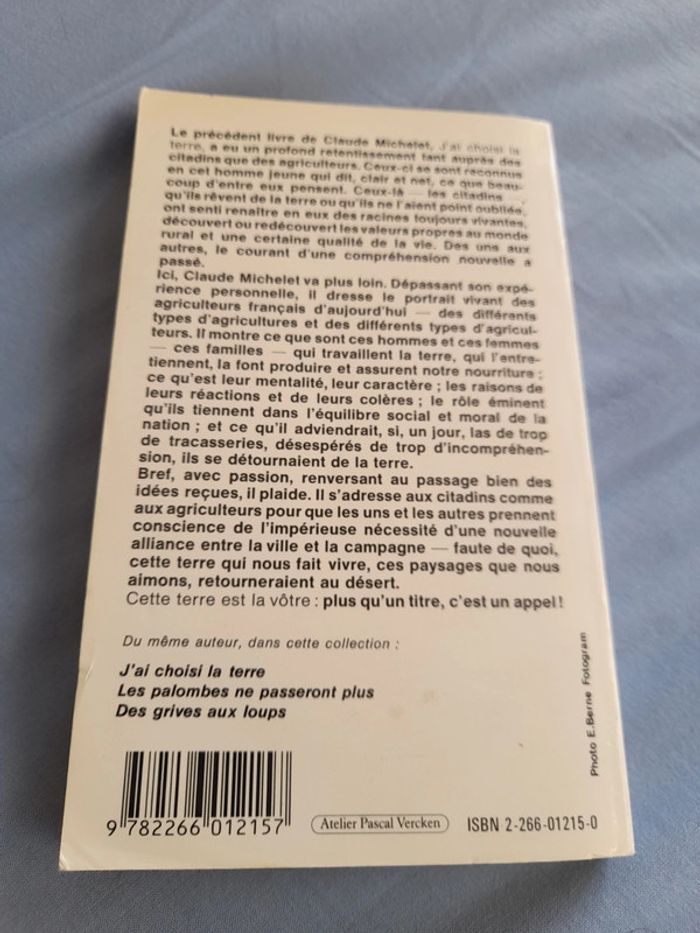 Le précédent livre de Claude Michelet, J'ai choisi la
terre, a eu un profond retentissement tant auprès des
citadins que des agriculteurs. Ceux-ci se sont reconnus
en cet homme jeune qui dit, clair et net, ce que beau-
coup d'entre eux pensent. Ceux-là — les citadins —
qu'ils rêvent de la terre ou qu'ils ne l'aient point oubliée,
ont senti renaître en eux des racines toujours vivantes,
découvert ou redécouvert les valeurs propres au monde
rural et une certaine qualité de la vie. Des uns aux
autres, le courant d'une compréhension nouvelle a
passé.
Ici, Claude Michelet va plus loin. Dépassant son expé-
rience personnelle, il dresse le portrait vivant des
agriculteurs français d'aujourd'hui — des différents
types d'agricultures et des différents types d'agricul-
teurs. Il montre ce que sont ces hommes et ces femmes
— ces familles — qui travaillent la terre, qui l'entre-
tiennent, la font produire et assurent notre nourriture ;
ce qu'est leur mentalité, leur caractère ; les raisons de
leurs réactions et de leurs colères ; le rôle éminent
qu'ils tiennent dans l'équilibre social et moral de la
nation ; et ce qu'il adviendrait, si, un jour, las de trop
de tracasseries, désespérés de trop d'incompréhen-
sion, ils se détournaient de la terre.
Bref, avec passion, renversant au passage bien des
idées reçues, il plaide. Il s'adresse aux citadins comme
aux agriculteurs pour que les uns et les autres prennent
conscience de l'impérieuse nécessité d'une nouvelle
alliance entre la ville et la campagne — faute de quoi,
cette terre qui nous fait vivre, ces paysages que nous
aimons, retourneraient au désert.
Cette terre est la vôtre : plus qu'un titre, c'est un appel !
Du même auteur, dans cette collection :
J'ai choisi la terre
Les palombes ne passeront plus
Des grives aux loups
Photo E.Berne Fotogram
9 782266 012157
Atelier Pascal Vercken
ISBN 2-266-01215-0